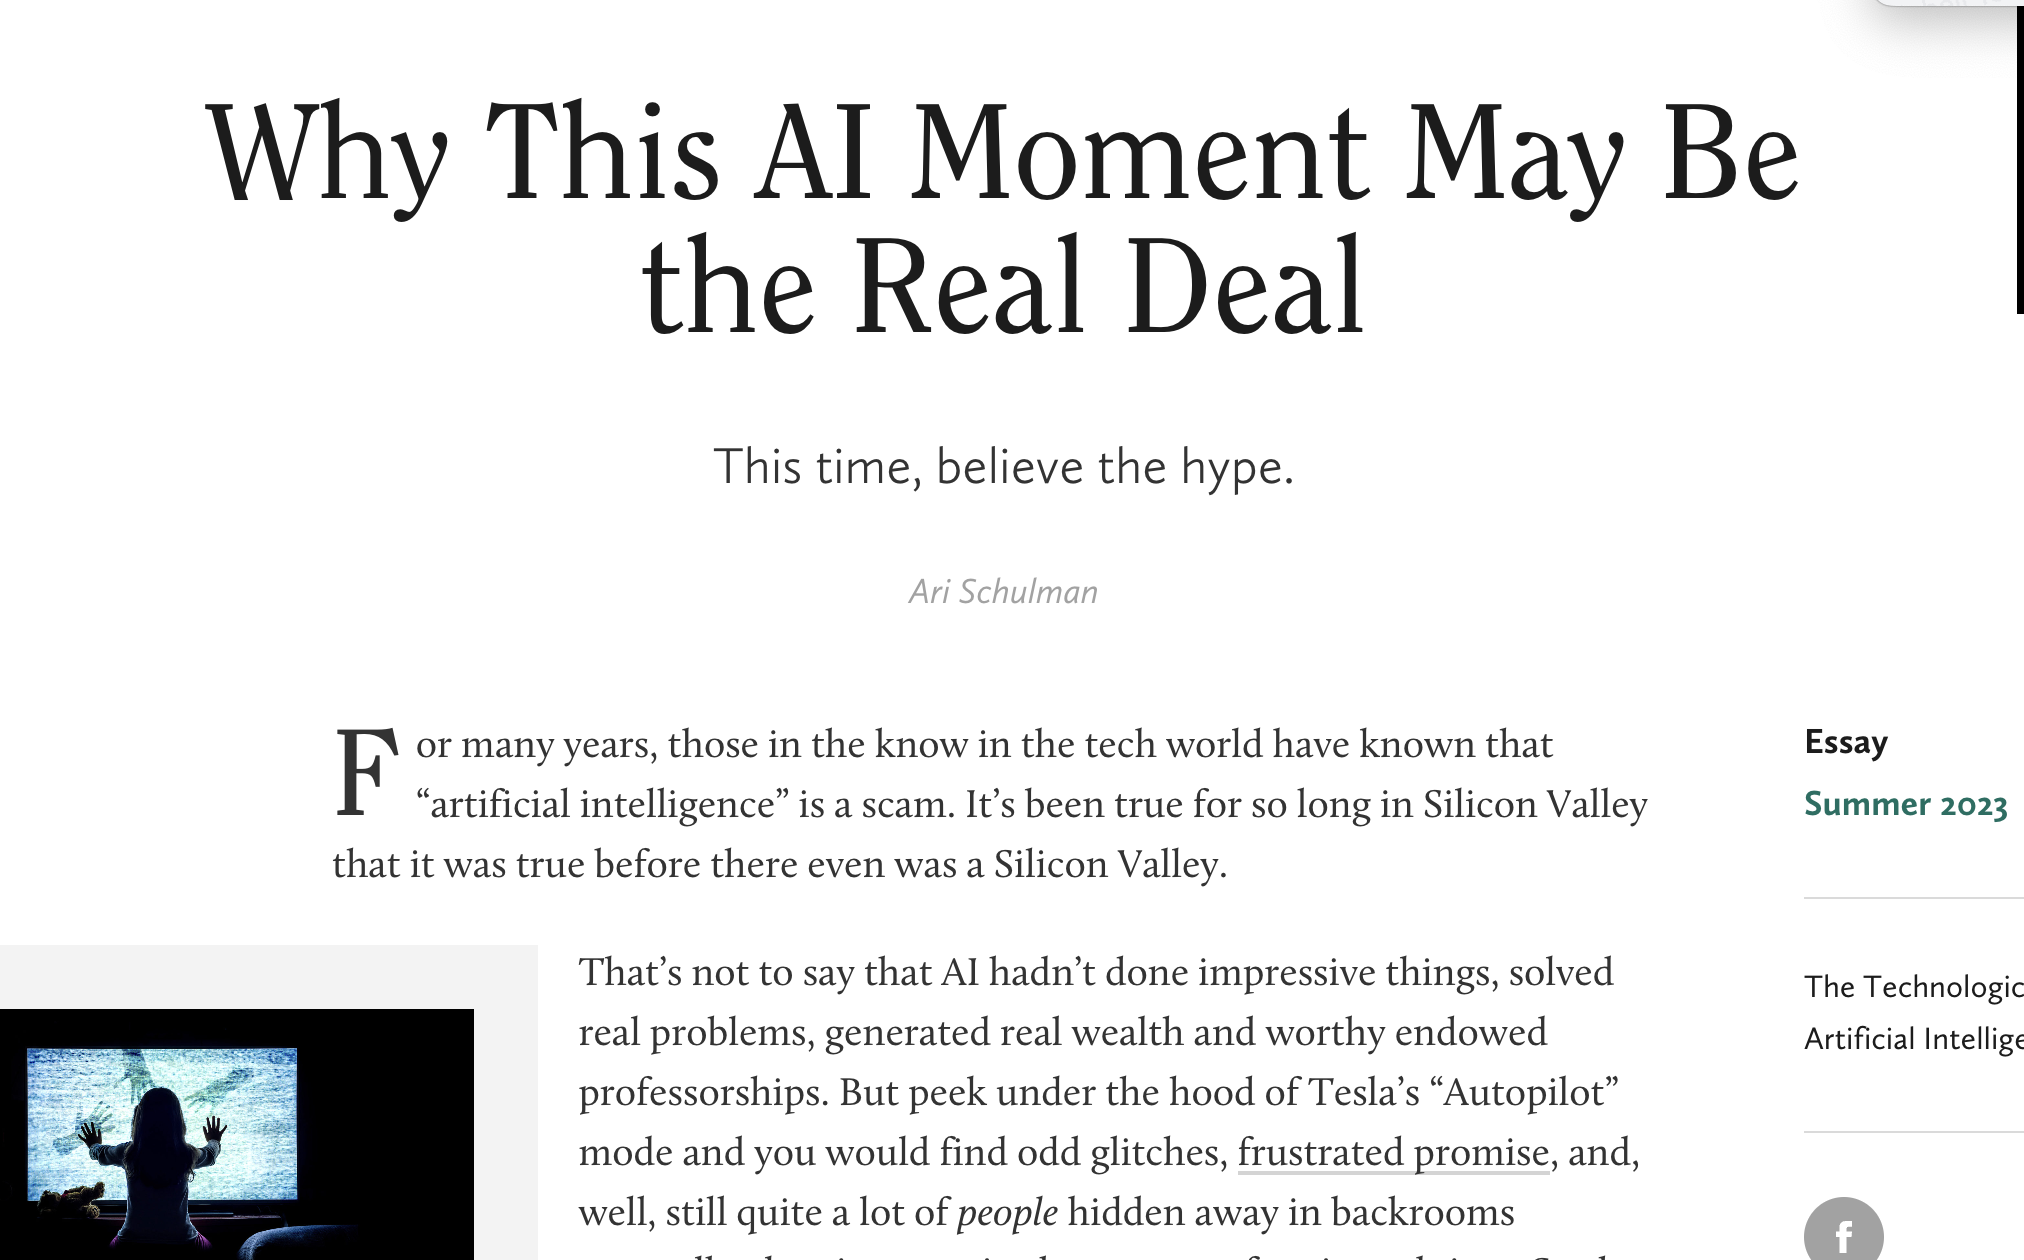 Why This AI Moment May Be
the Real Deal
This time, believe the hype.
Ari Schulman
For many years, those in the know in the tech world have known that
“artificial intelligence” is a scam. It’s been true for so long in Silicon Valley
that it was true before there even was a Silicon Valley.
That’s not to say that AI hadn’t done impressive things, solved
real problems, generated real wealth and worthy endowed
professorships. But peek under the hood of Tesla’s “Autopilot”
mode and you would find odd glitches, frustrated promise, and,
well, still quite a lot of people hidden away in backrooms
Essay
Summer 2023
The
Artificial
f